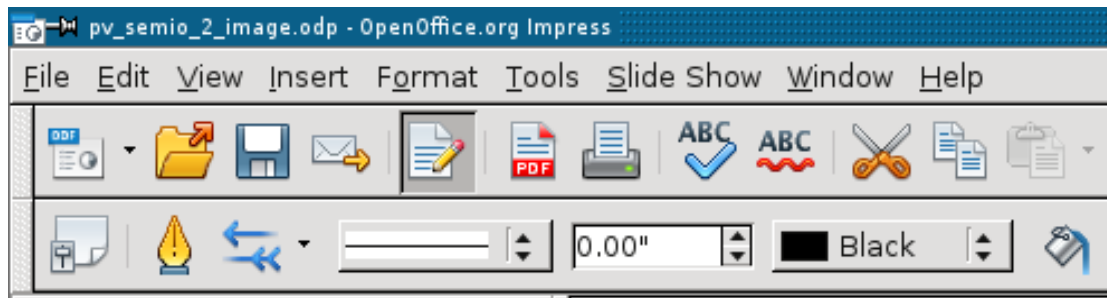 pv_semio_2_image.odp - OpenOffice.org Impress
File Edit View Insert Format Tools Slide Show Window Help
ODF PDF ABC ABC
0.00" Black